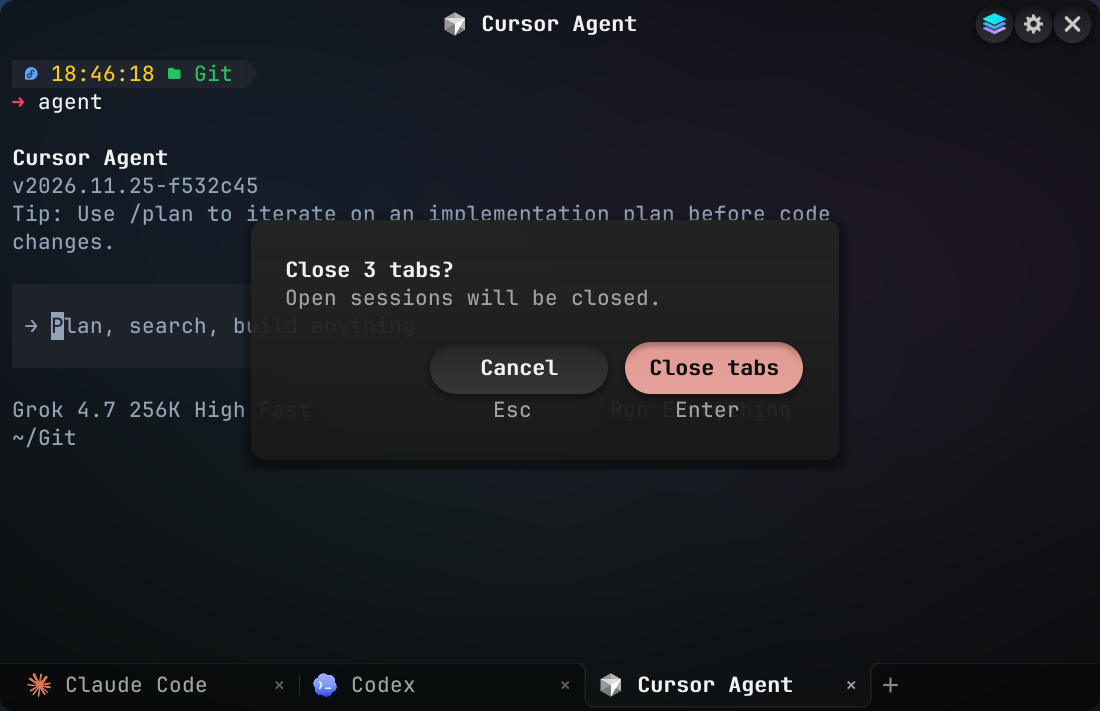 Cursor Agent
18:46:18 Git
→ agent
Cursor Agent
v2026.11.25-f532c45
Tip: Use /plan to iterate on an implementation plan before code
changes.
Close 3 tabs?
Open sessions will be closed.
→ Plan, search, build anything
Cancel
Close tabs
Grok 4.7 256K High Fast
Esc
Run Everything
Enter
~/Git
Claude Code × Codex × Cursor Agent × +